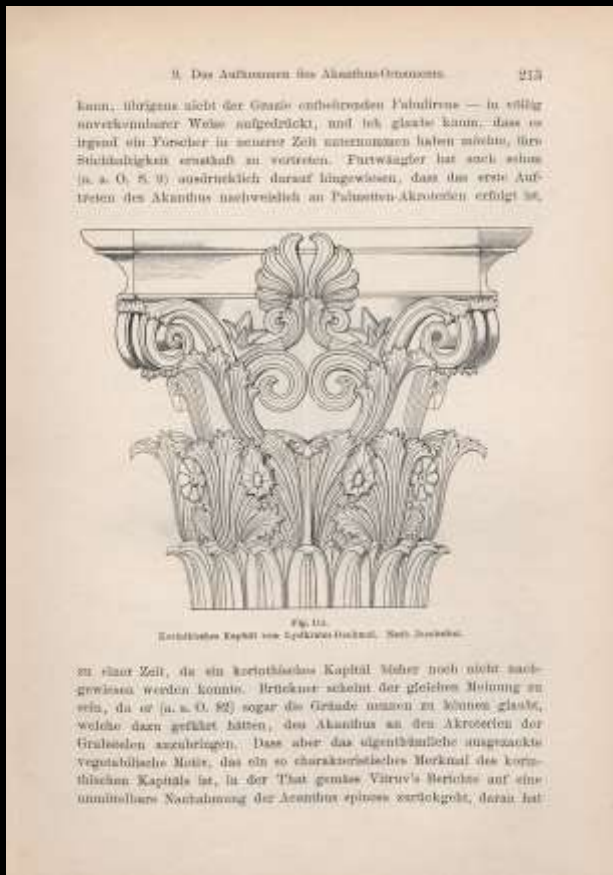 9. Das Aufkommen des Akanthus-Ornaments. 213
kann, übrigens nicht der Grazie entbehrenden Fabulirens — in völlig
unverkennbarer Weise aufgedrückt, und ich glaube kaum, dass es
irgend ein Forscher in neuerer Zeit unternommen haben möchte, ihre
Stichhaltigkeit ernsthaft zu vertreten. Furtwängler hat auch schon
(a. a. O. S. 9) ausdrücklich darauf hingewiesen, dass das erste Auf-
treten des Akanthus nachweislich an Palmetten-Akroterien erfolgt ist,
Fig.
Korinthisches Kapitäl vom Lysikrates-Denkmal. Nach Jacobsthal.
zu einer Zeit, da ein korinthisches Kapitäl bisher noch nicht nach-
gewiesen werden konnte. Brückner scheint der gleichen Meinung zu
sein, da er (a. a. O. 82) sogar die Gründe nennen zu können glaubt,
welche dazu geführt hätten, den Akanthus an den Akroterien der
Grabstelen anzubringen. Dass aber das eigenthümliche ausgezackte
vegetabilische Motiv, das ein so charakteristisches Merkmal des korin-
thischen Kapitäls ist, in der That gemäss Vitruv's Berichte auf eine
unmittelbare Nachahmung der Acanthus spinosa zurückgeht, daran hat